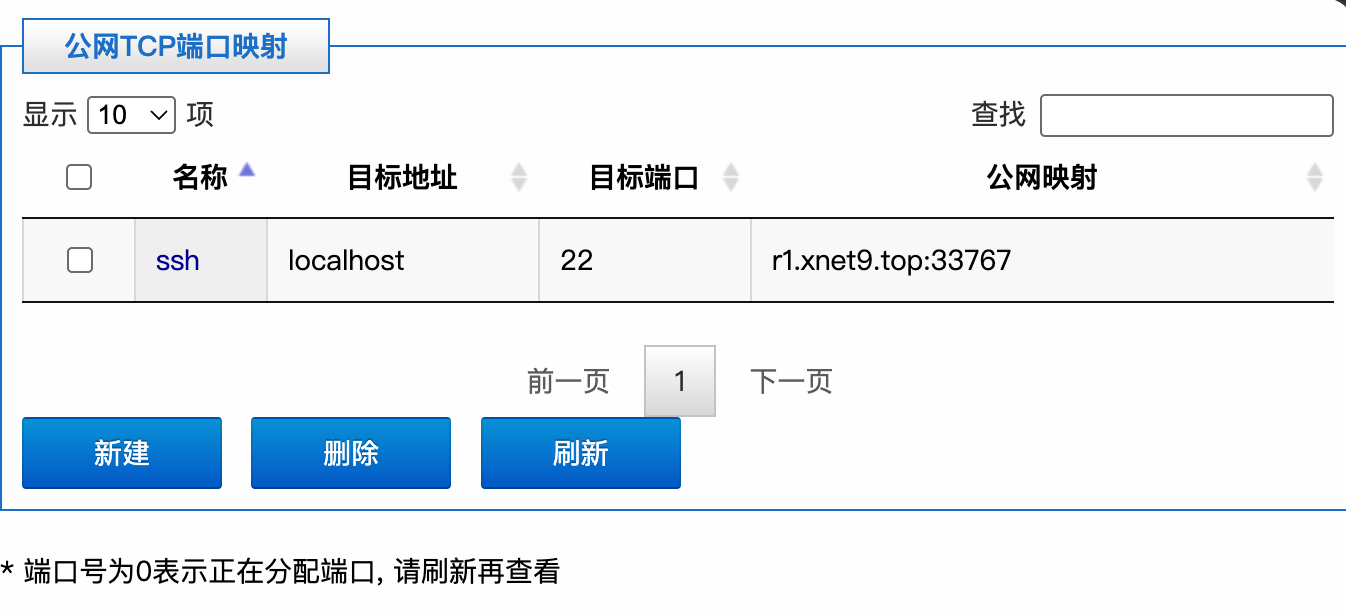 公网TCP端口映射
显示 10 项 查找
名称 目标地址 目标端口 公网映射
ssh localhost 22 r1.xnet9.top:33767
前一页 1 下一页
新建 删除 刷新
* 端口号为0表示正在分配端口, 请刷新再查看